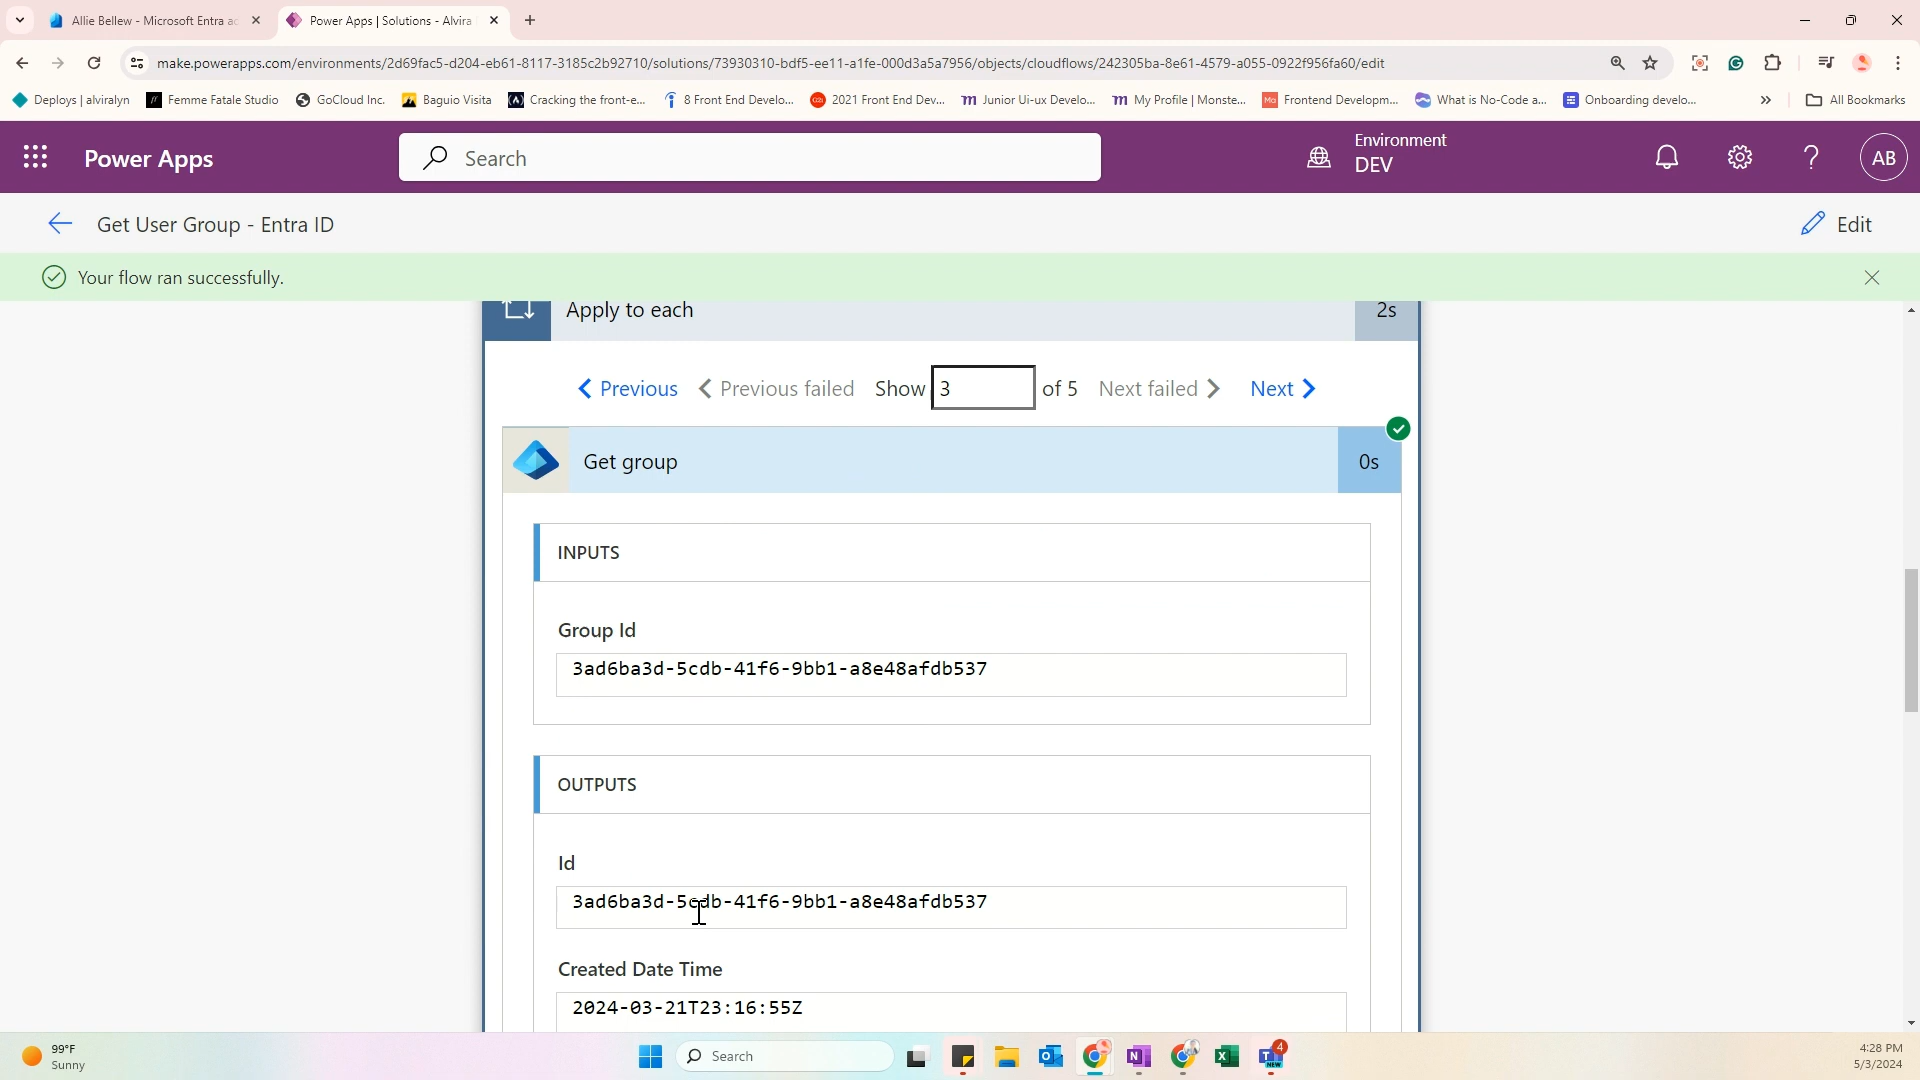 Allie Bellew - Microsoft Entra ad
Power Apps | Solutions - Alvira
make.powerapps.com/environments/2d69fac5-d204-eb61-8117-3185c2b92710/solutions/73930310-bdf5-ee11-a1fe-000d3a5a7956/objects/cloudflows/242305ba-8e61-4579-a055-0922f956fa60/edit
Deploys | alviralyn
Femme Fatale Studio
GoCloud Inc.
Baguio Visita
Cracking the front-e...
8 Front End Develo...
2021 Front End Dev...
Junior Ui-ux Develo...
My Profile | Monste...
Frontend Developm...
What is No-Code a...
Onboarding develo...
All Bookmarks
Power Apps
Search
Environment
DEV
AB
Get User Group - Entra ID
Edit
Your flow ran successfully.
Apply to each
2s
Previous
Previous failed
Show
3
of 5
Next failed
Next
Get group
0s
INPUTS
Group Id
3ad6ba3d-5cdb-41f6-9bb1-a8e48afdb537
OUTPUTS
Id
3ad6ba3d-5cdb-41f6-9bb1-a8e48afdb537
Created Date Time
2024-03-21T23:16:55Z
99°F
Sunny
Search
4
NEW
4:28 PM
5/3/2024